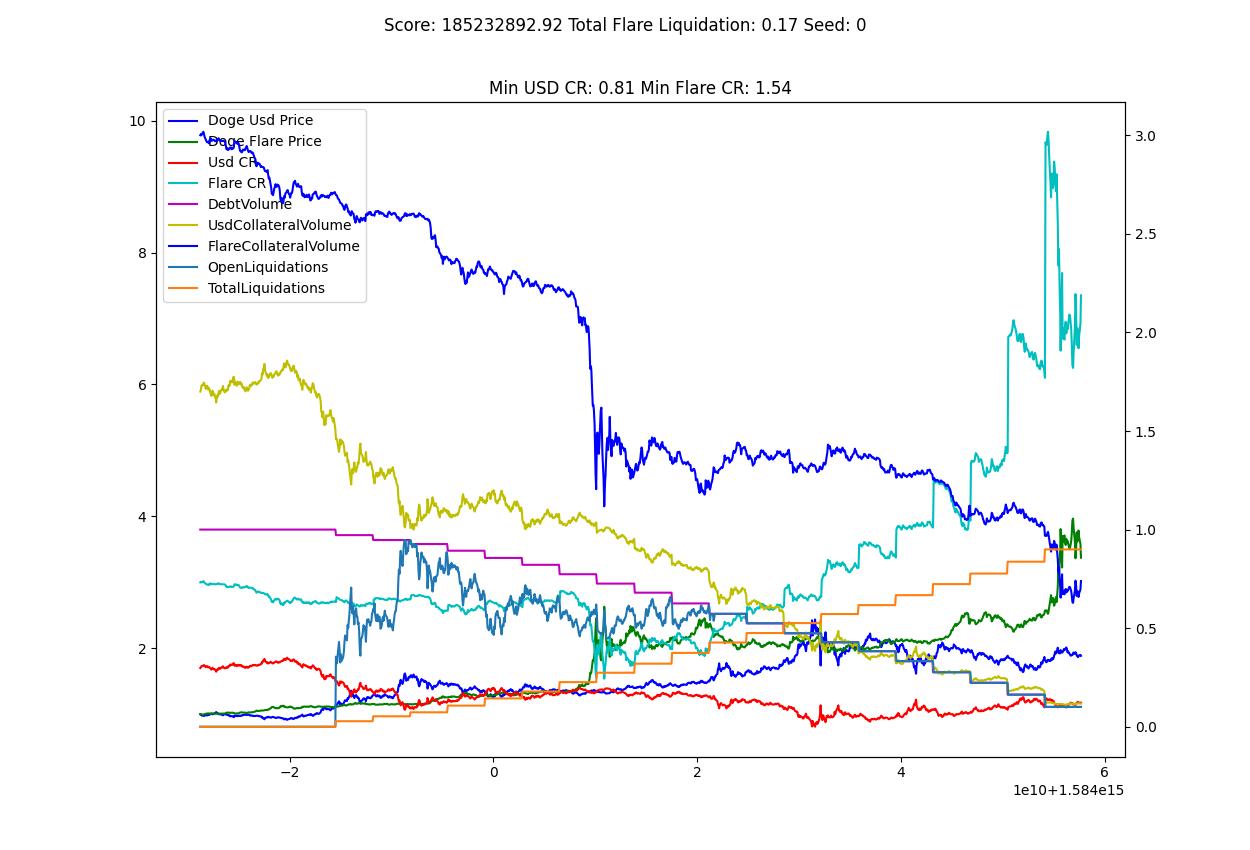 Score: 185232892.92 Total Flare Liquidation: 0.17 Seed: 0
Min USD CR: 0.81 Min Flare CR: 1.54
Doge Usd Price
Doge Flare Price
Usd CR
Flare CR
DebtVolume
UsdCollateralVolume
FlareCollateralVolume
OpenLiquidations
TotalLiquidations
10
8
6
4
2
3.0
2.5
2.0
1.5
1.0
0.5
0.0
−2 0 2 4 6
1e10+1.584e15